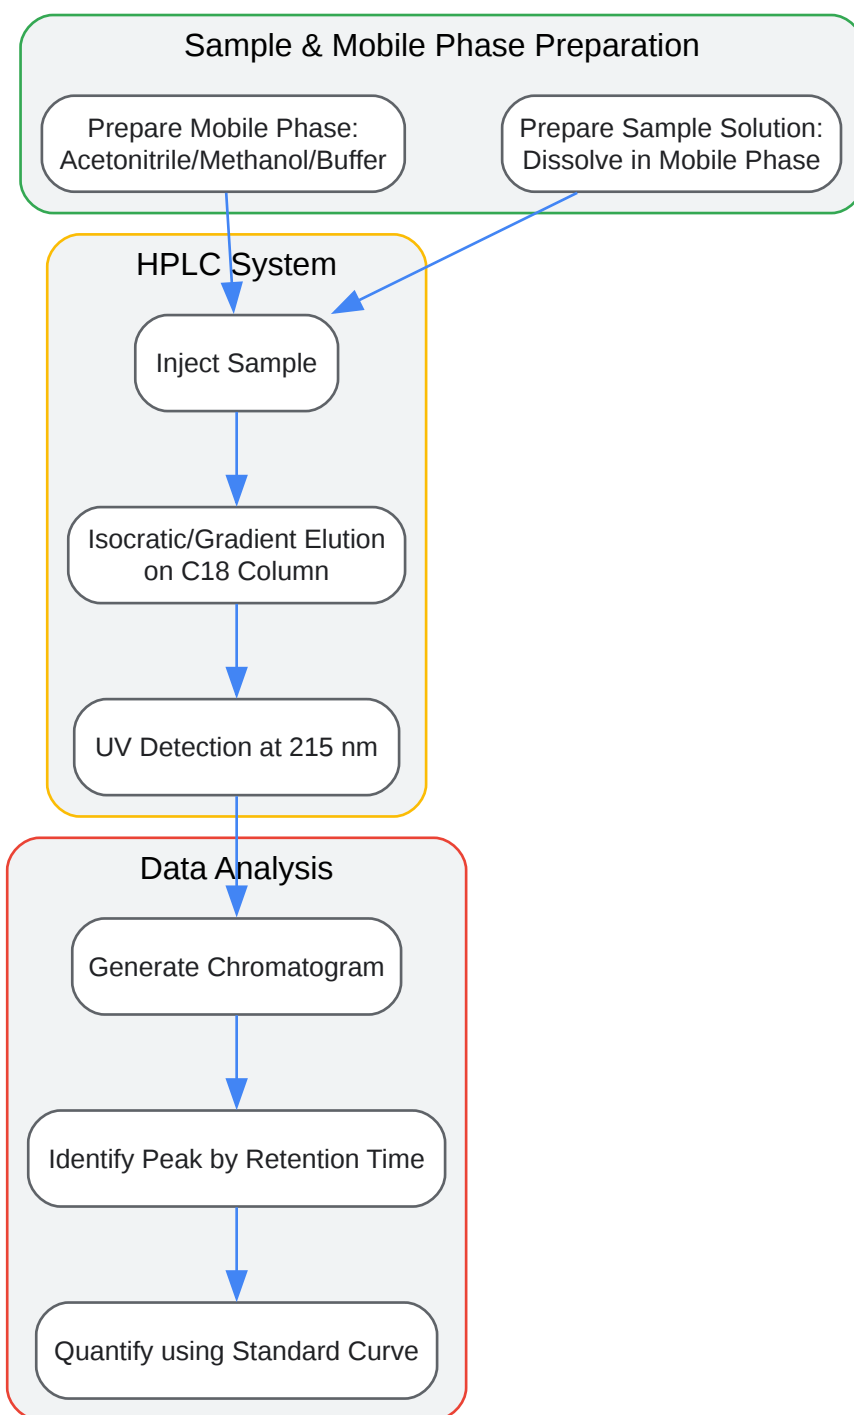 Sample & Mobile Phase Preparation
Prepare Mobile Phase:
Acetonitrile/Methanol/Buffer
Prepare Sample Solution:
Dissolve in Mobile Phase
HPLC System
Inject Sample
Isocratic/Gradient Elution
on C18 Column
UV Detection at 215 nm
Data Analysis
Generate Chromatogram
Identify Peak by Retention Time
Quantify using Standard Curve